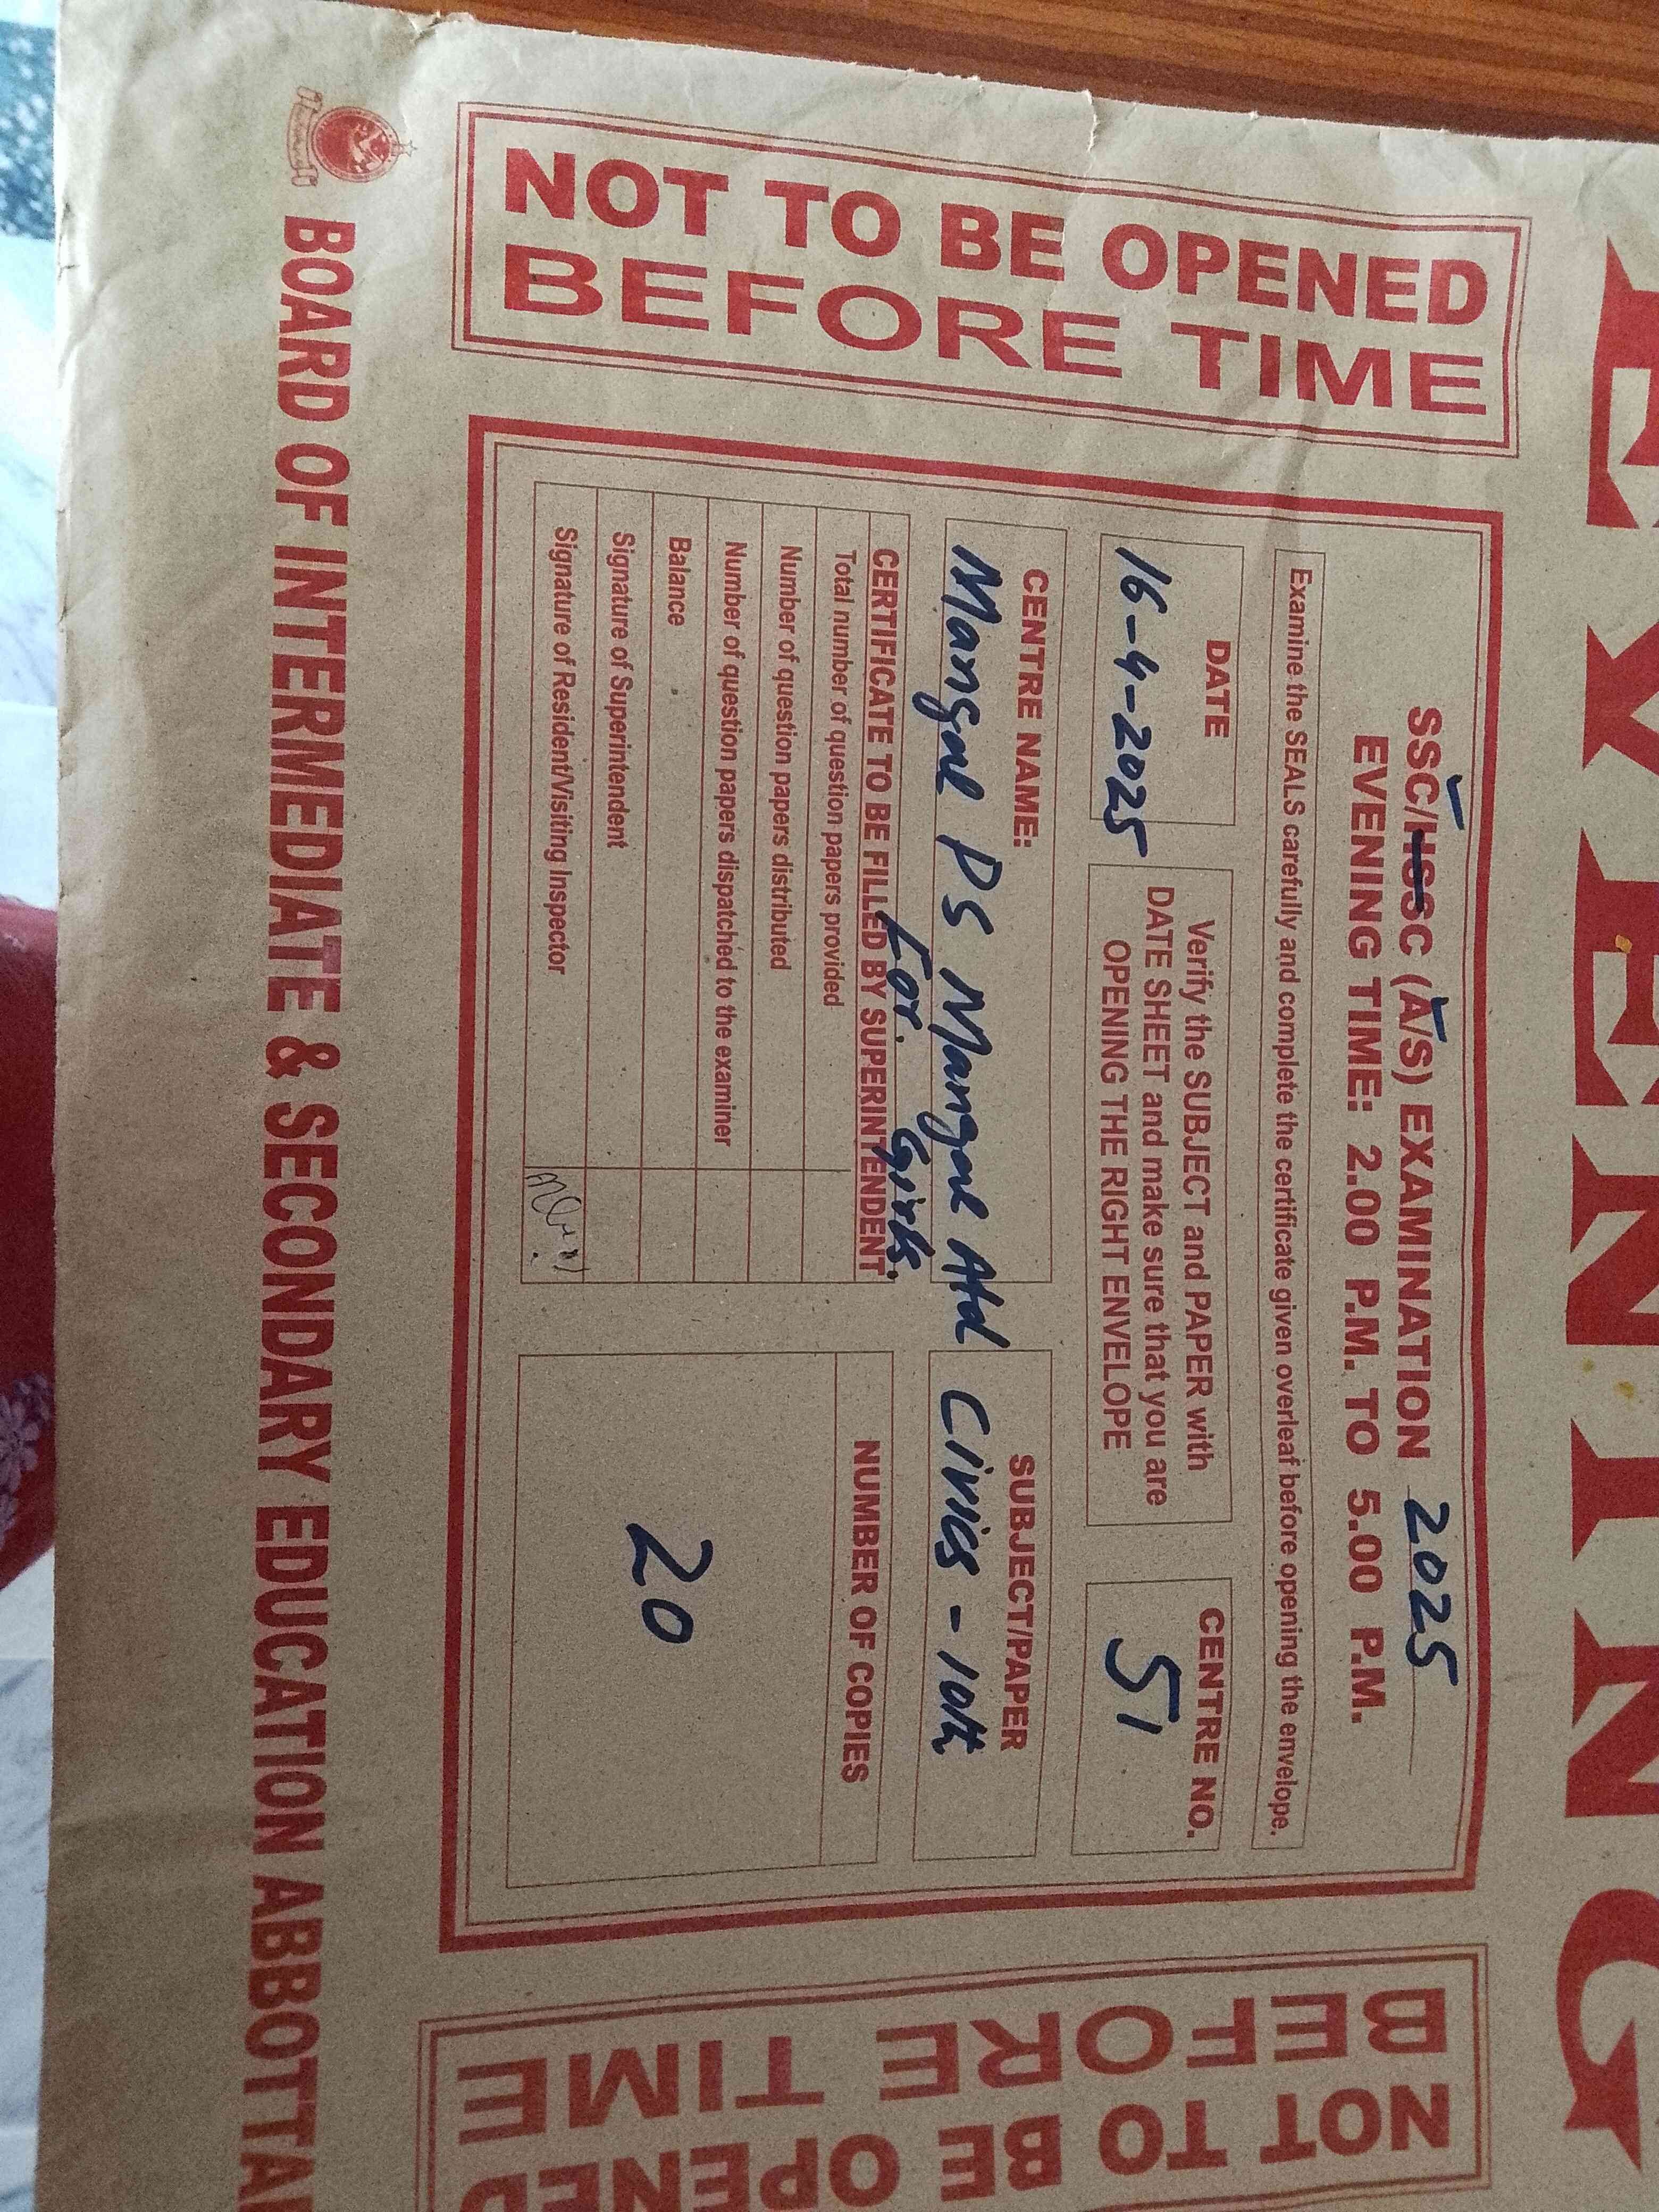 EVENING
NOT TO BE OPENED
BEFORE TIME
SSC/HSSC (A/S) EXAMINATION 2025
EVENING TIME: 2.00 P.M. TO 5.00 P.M.
Examine the SEALS carefully and complete the certificate given overleaf before opening the envelope.
DATE
16-4-2025
Verify the SUBJECT and PAPER with
DATE SHEET and make sure that you are
OPENING THE RIGHT ENVELOPE
CENTRE NO.
51
CENTRE NAME:
Mangal PS Mangal Atd
For Girls.
SUBJECT/PAPER
Civics - 10th
CERTIFICATE TO BE FILLED BY SUPERINTENDENT
Total number of question papers provided
Number of question papers distributed
Number of question papers dispatched to the examiner
Balance
Signature of Superintendent
Signature of Resident/Visiting Inspector
NUMBER OF COPIES
20
NOT TO BE OPENED
BEFORE TIME
BOARD OF INTERMEDIATE & SECONDARY EDUCATION ABBOTTA